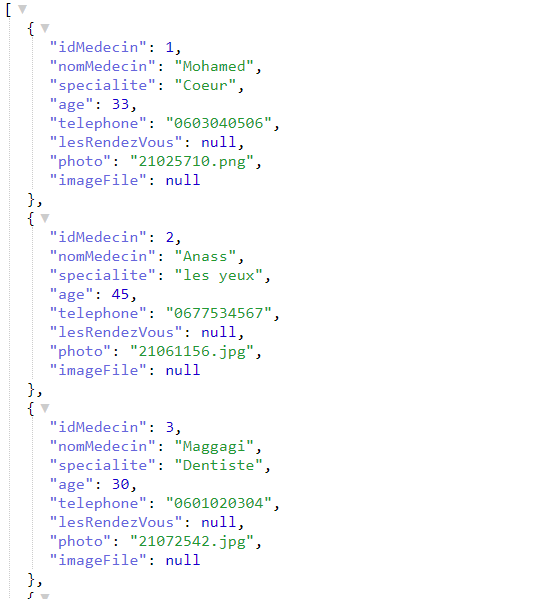 [
{
"idMedecin": 1,
"nomMedecin": "Mohamed",
"specialite": "Coeur",
"age": 33,
"telephone": "0603040506",
"lesRendezVous": null,
"photo": "21025710.png",
"imageFile": null
},
{
"idMedecin": 2,
"nomMedecin": "Anass",
"specialite": "les yeux",
"age": 45,
"telephone": "0677534567",
"lesRendezVous": null,
"photo": "21061156.jpg",
"imageFile": null
},
{
"idMedecin": 3,
"nomMedecin": "Maggagi",
"specialite": "Dentiste",
"age": 30,
"telephone": "0601020304",
"lesRendezVous": null,
"photo": "21072542.jpg",
"imageFile": null
},
{